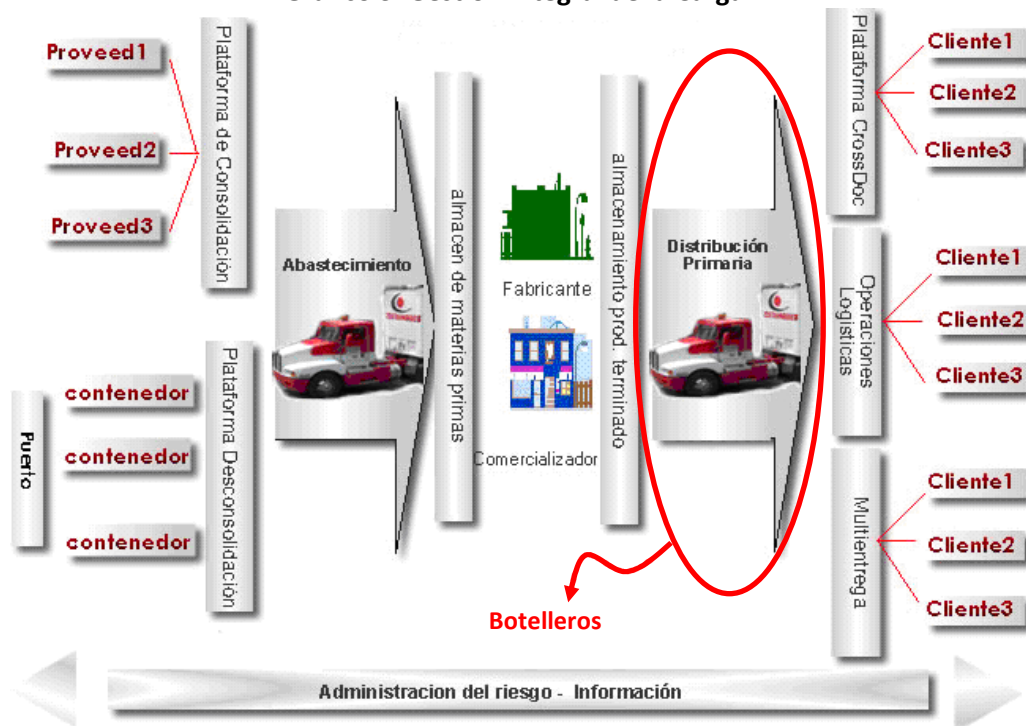 Proveed1
Proveed2
Proveed3
Plataforma de Consolidación
Puerto
contenedor
contenedor
contenedor
Plataforma Desconsolidación
Abastecimiento
almacen de materias primas
Fabricante
Comercializador
almacenamiento prod. terminado
Distribución
Primaria
Botelleros
Plataforma CrossDoc
Cliente1
Cliente2
Cliente3
Operaciones
Logisticas
Cliente1
Cliente2
Cliente3
Multientrega
Cliente1
Cliente2
Cliente3
Administracion del riesgo - Información